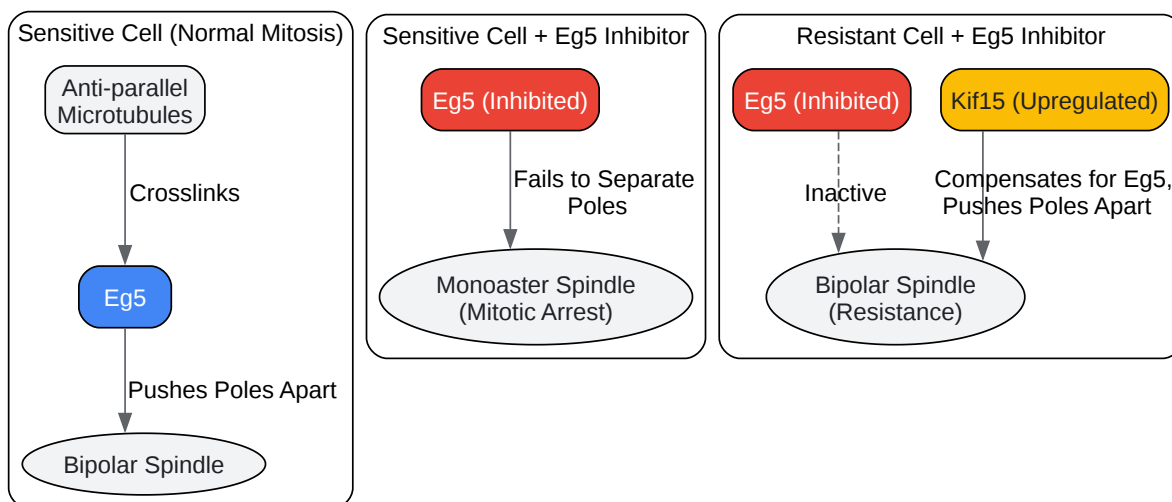 Sensitive Cell (Normal Mitosis)
Anti-parallel
Microtubules
Crosslinks
Eg5
Pushes Poles Apart
Bipolar Spindle
Sensitive Cell + Eg5 Inhibitor
Eg5 (Inhibited)
Fails to Separate
Poles
Monoaster Spindle
(Mitotic Arrest)
Resistant Cell + Eg5 Inhibitor
Eg5 (Inhibited)
Kif15 (Upregulated)
Inactive
Compensates for Eg5,
Pushes Poles Apart
Bipolar Spindle
(Resistance)